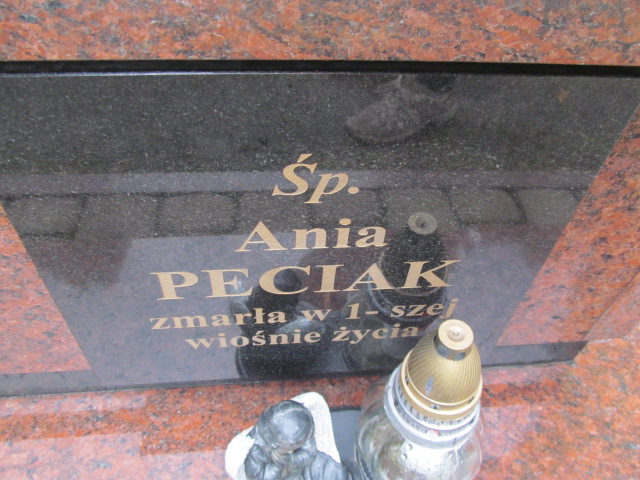 Śp.
Ania
PECIAK
zmarła w 1- szej
wiośnie życia